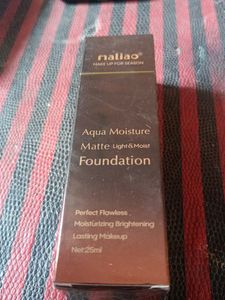 maliao
MAKE UP FOR SEASON
Aqua Moisture
Matte Light&Moist
Foundation
Perfect Flawless
Moisturizing Brightening
Lasting Makeup
Net:25ml